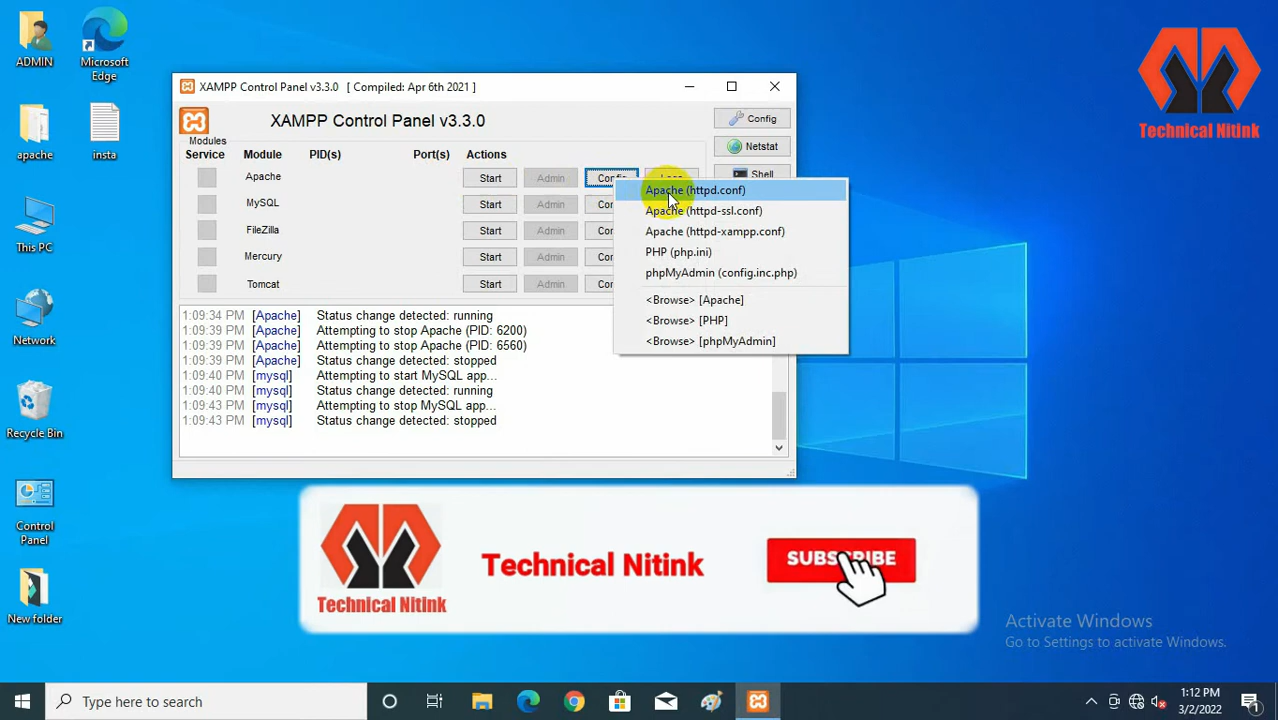 ADMIN
Microsoft
Edge
apache
insta
This PC
Network
Recycle Bin
Control
Panel
New folder
Technical Nitink
XAMPP Control Panel v3.3.0 [ Compiled: Apr 6th 2021 ]
XAMPP Control Panel v3.3.0
Config
Netstat
Shell
Modules
Service Module PID(s) Port(s) Actions
Apache Start Admin
MySQL Start Admin
FileZilla Start Admin
Mercury Start Admin
Tomcat Start Admin
Apache (httpd.conf)
Apache (httpd-ssl.conf)
Apache (httpd-xampp.conf)
PHP (php.ini)
phpMyAdmin (config.inc.php)
<Browse> [Apache]
<Browse> [PHP]
<Browse> [phpMyAdmin]
1:09:34 PM [Apache] Status change detected: running
1:09:39 PM [Apache] Attempting to stop Apache (PID: 6200)
1:09:39 PM [Apache] Attempting to stop Apache (PID: 6560)
1:09:39 PM [Apache] Status change detected: stopped
1:09:40 PM [mysql] Attempting to start MySQL app...
1:09:40 PM [mysql] Status change detected: running
1:09:43 PM [mysql] Attempting to stop MySQL app...
1:09:43 PM [mysql] Status change detected: stopped
Technical Nitink
Technical Nitink
SUBSCRIBE
Activate Windows
Go to Settings to activate Windows.
Type here to search
1:12 PM
3/2/2022
1